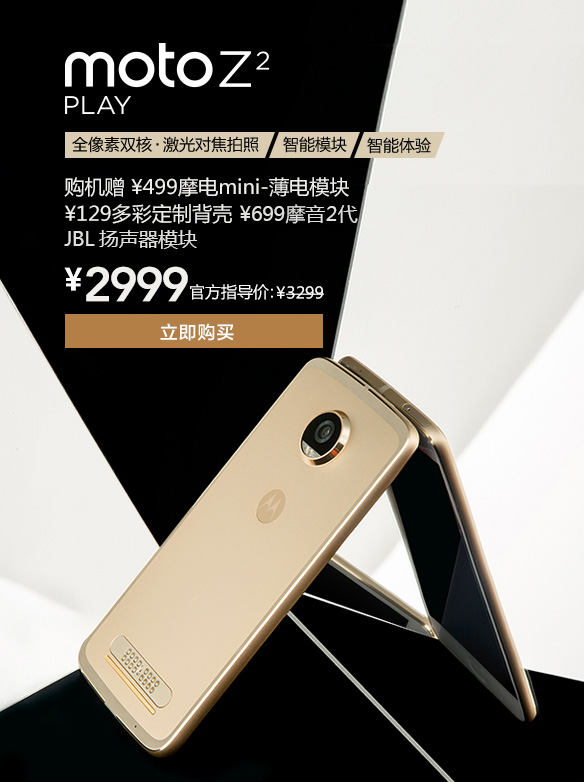 moto z²
PLAY
全像素双核·激光对焦拍照 智能模块 智能体验
购机赠 ¥499摩电mini-薄电模块
¥129多彩定制背壳 ¥699摩音2代
JBL 扬声器模块
¥2999官方指导价:¥3299
立即购买